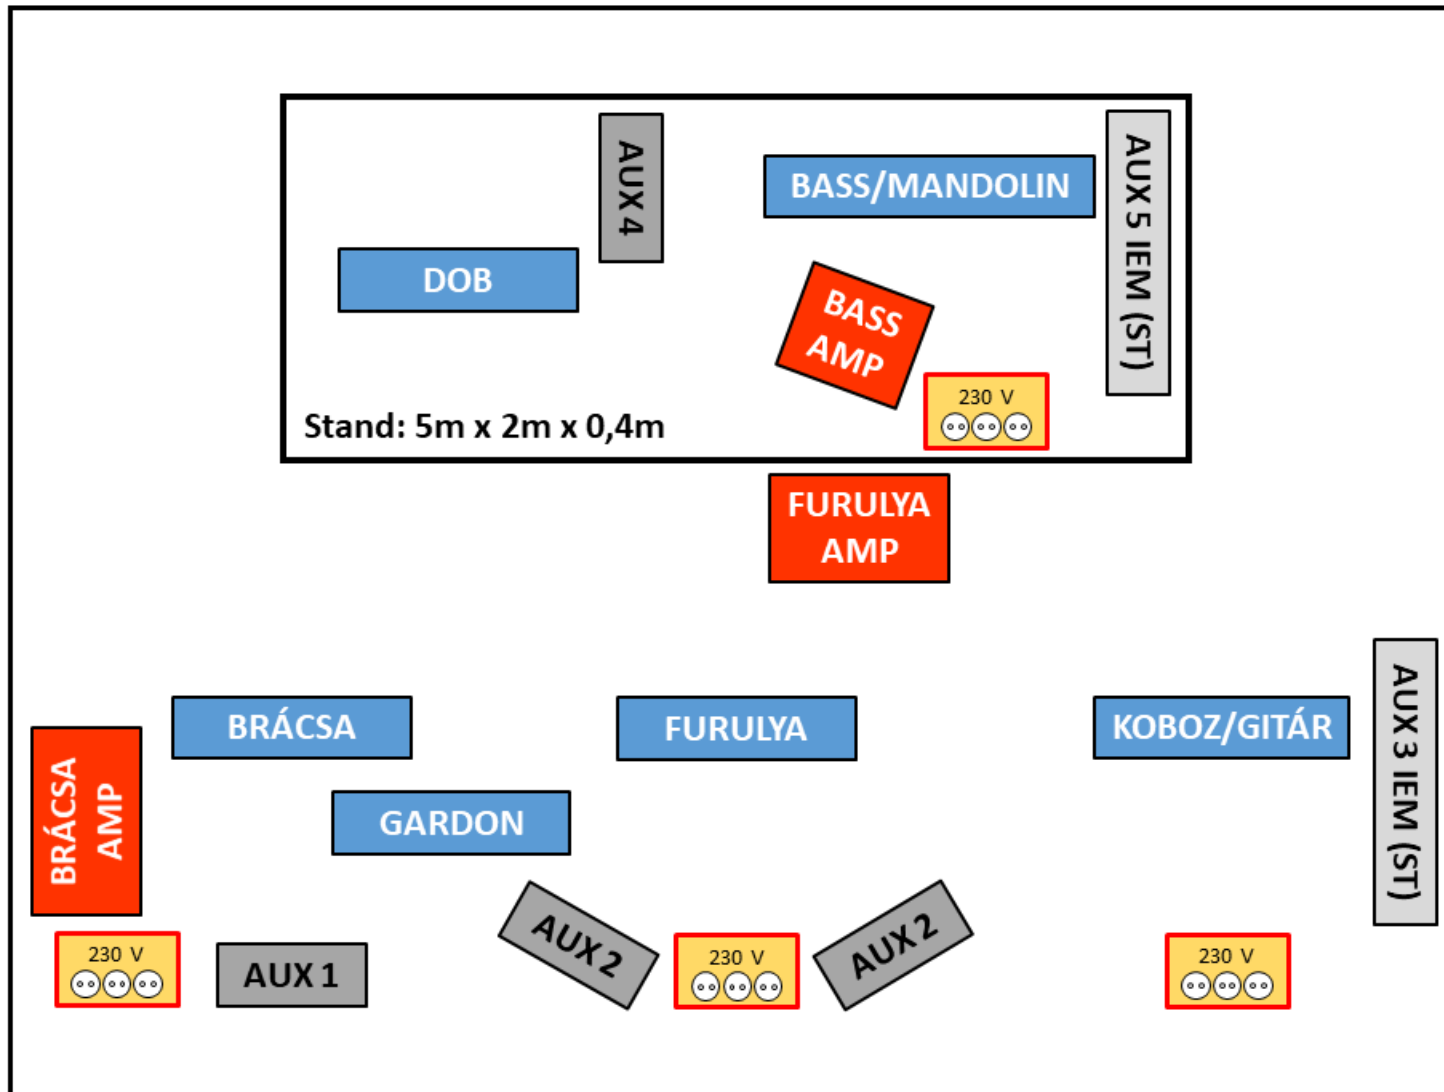 AUX 4
BASS/MANDOLIN
AUX 5 IEM (ST)
DOB
BASS
AMP
230 V
Stand: 5m x 2m x 0,4m
FURULYA
AMP
BRÁCSA
FURULYA
KOBOZ/GITÁR
AUX 3 IEM (ST)
BRÁCSA
AMP
GARDON
AUX 2
AUX 2
230 V
AUX 1
230 V
230 V